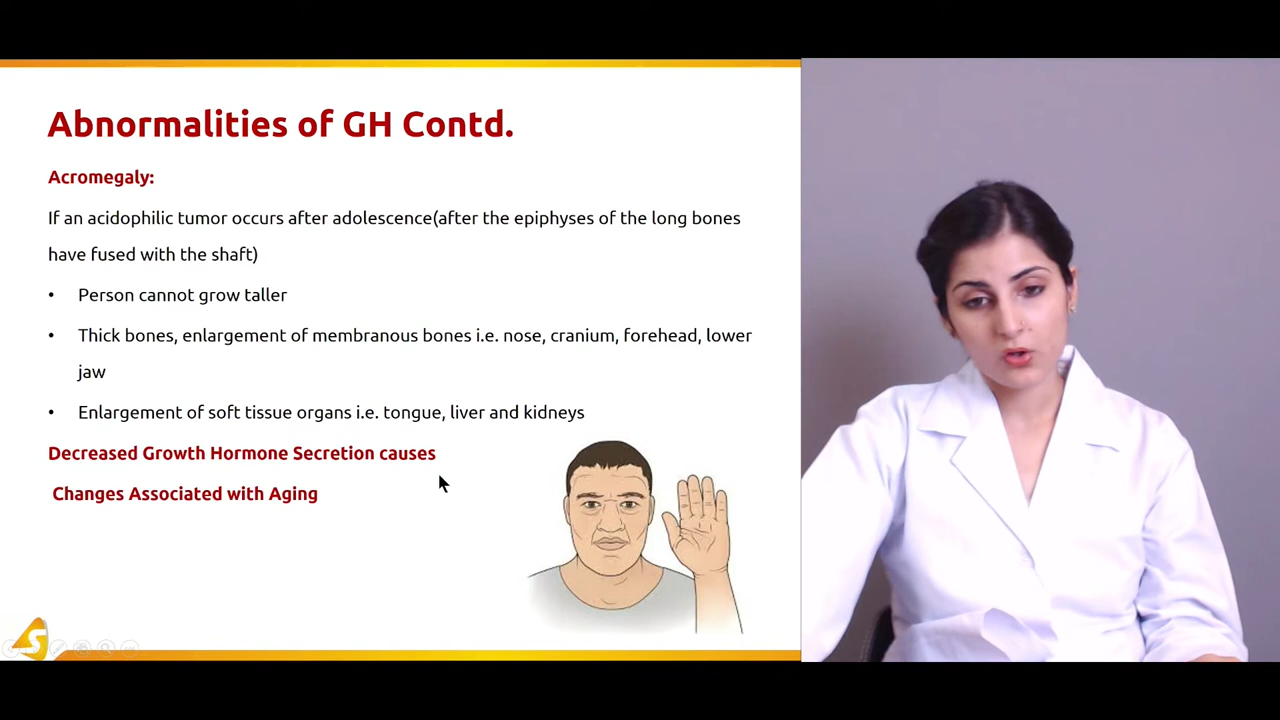 Abnormalities of GH Contd.
Acromegaly:
If an acidophilic tumor occurs after adolescence(after the epiphyses of the long bones
have fused with the shaft)
• Person cannot grow taller
• Thick bones, enlargement of membranous bones i.e. nose, cranium, forehead, lower
jaw
• Enlargement of soft tissue organs i.e. tongue, liver and kidneys
Decreased Growth Hormone Secretion causes
Changes Associated with Aging
S